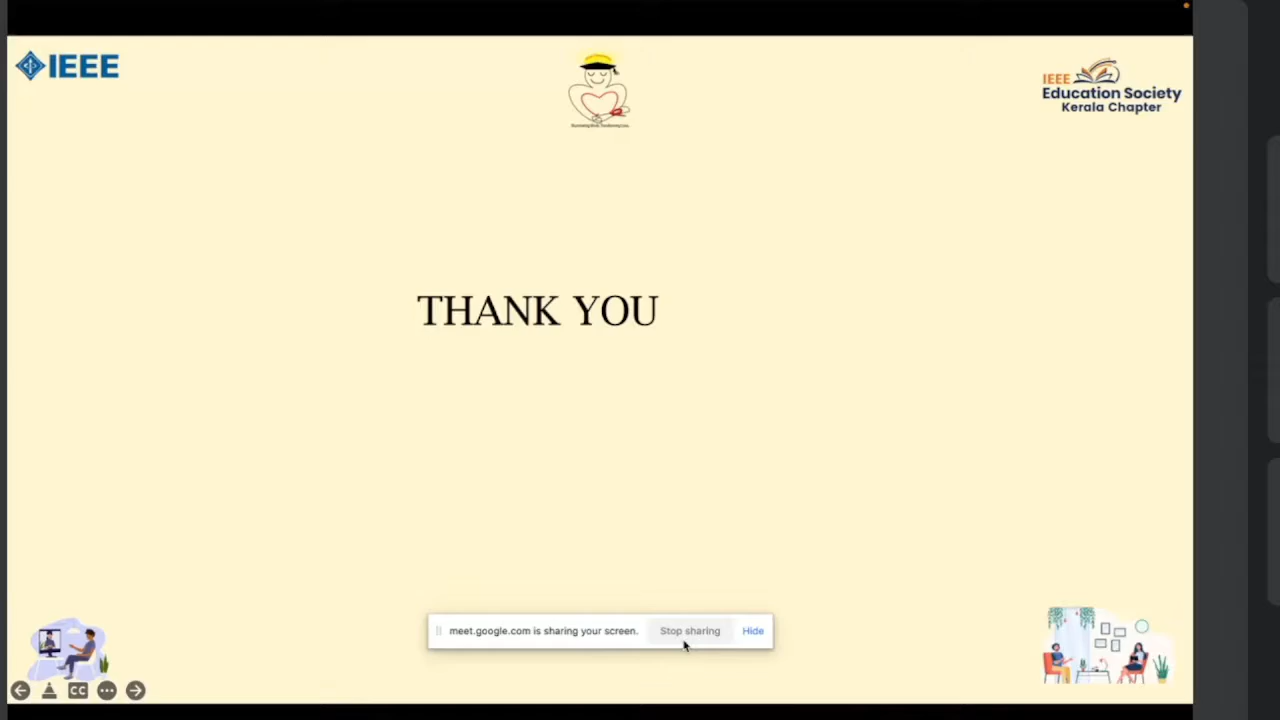 IEEE
IEEE
Education Society
Kerala Chapter
THANK YOU
meet.google.com is sharing your screen.
Stop sharing
Hide
CC